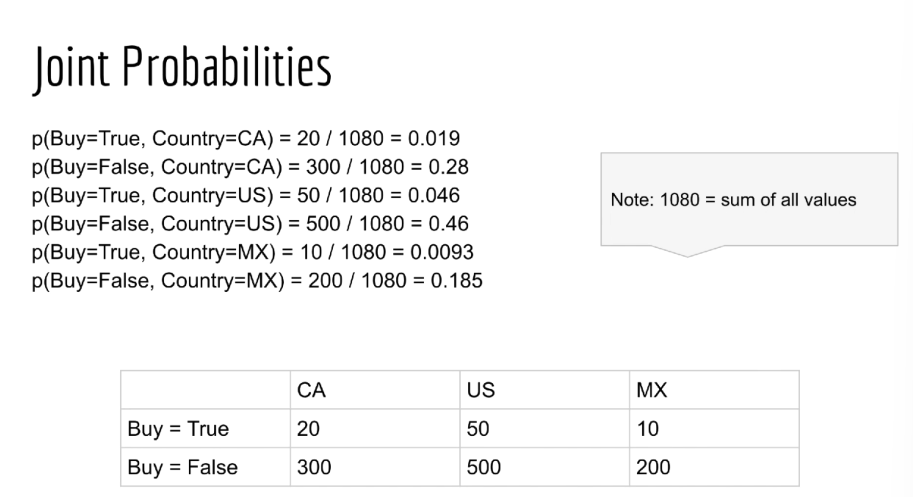 Joint Probabilities
p(Buy=True, Country=CA) = 20 / 1080 = 0.019
p(Buy=False, Country=CA) = 300 / 1080 = 0.28
p(Buy=True, Country=US) = 50 / 1080 = 0.046
p(Buy=False, Country=US) = 500 / 1080 = 0.46
p(Buy=True, Country=MX) = 10 / 1080 = 0.0093
p(Buy=False, Country=MX) = 200 / 1080 = 0.185
Note: 1080 = sum of all values
CA US MX
Buy = True 20 50 10
Buy = False 300 500 200